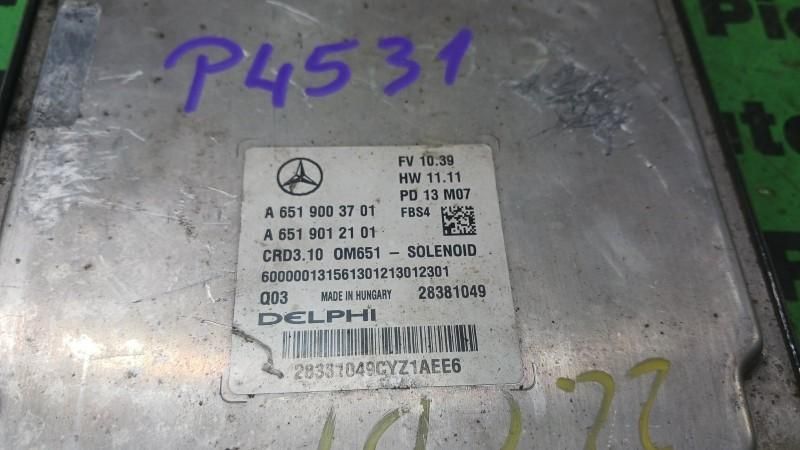 P4531
FV 10.39
HW 11.11
PD 13 M07
A 651 900 37 01 FBS4
A 651 901 21 01
CRD3.10 OM651 – SOLENOID
600000131561301213012301
Q03 MADE IN HUNGARY 28381049
DELPHI
28381049CYZ1AEE6